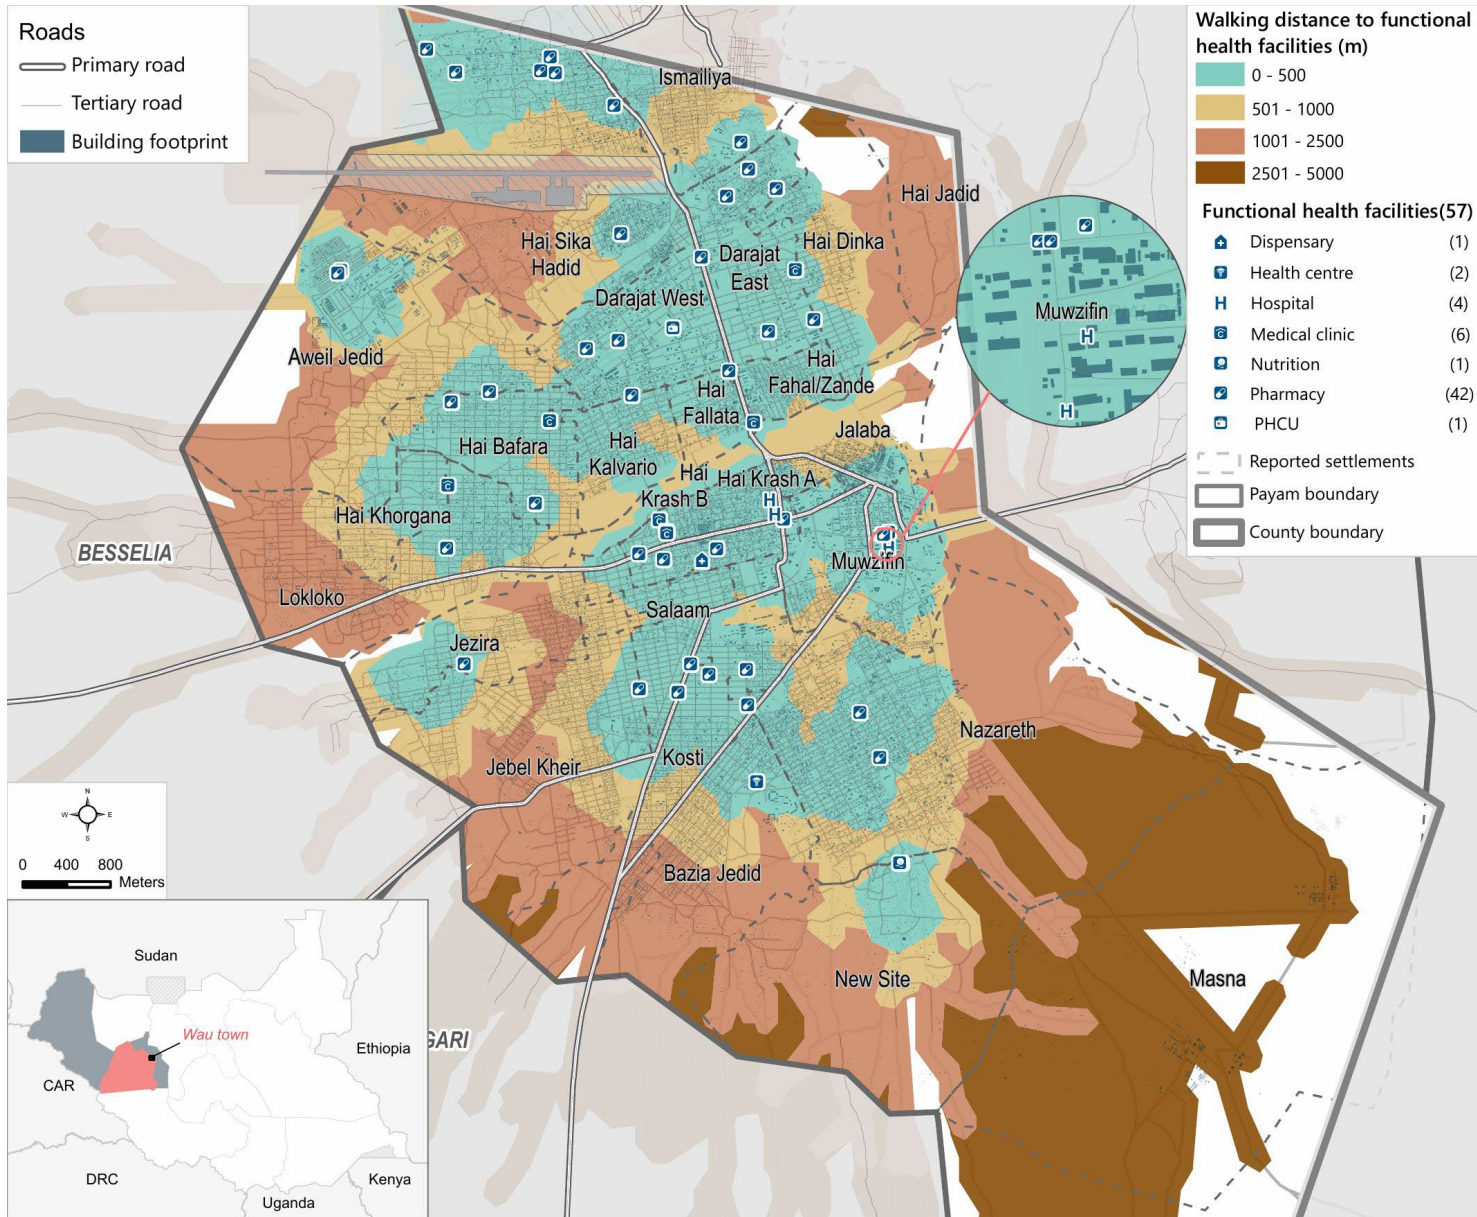 Roads
Primary road
Tertiary road
Building footprint
Walking distance to functional
health facilities (m)
0 - 500
501 - 1000
1001 - 2500
2501 - 5000
Functional health facilities(57)
Dispensary (1)
Health centre (2)
Hospital (4)
Medical clinic (6)
Nutrition (1)
Pharmacy (42)
PHCU (1)
Reported settlements
Payam boundary
County boundary
Ismailiya
Hai Jadid
Hai Sika
Hadid
Hai Dinka
Darajat
East
Darajat West
Muwzifin
Aweil Jedid
Hai
Fahal/Zande
Hai
Fallata
Jalaba
Hai Bafara
Hai
Kalvario
Hai
Krash B
Hai Krash A
Hai Khorgana
BESSELIA
Muwzifin
Lokloko
Salaam
Jezira
Nazareth
Kosti
Jebel Kheir
Bazia Jedid
New Site
Masna
GARI
N
W E
S
0 400 800
Meters
Sudan
Wau town
Ethiopia
CAR
DRC
Kenya
Uganda